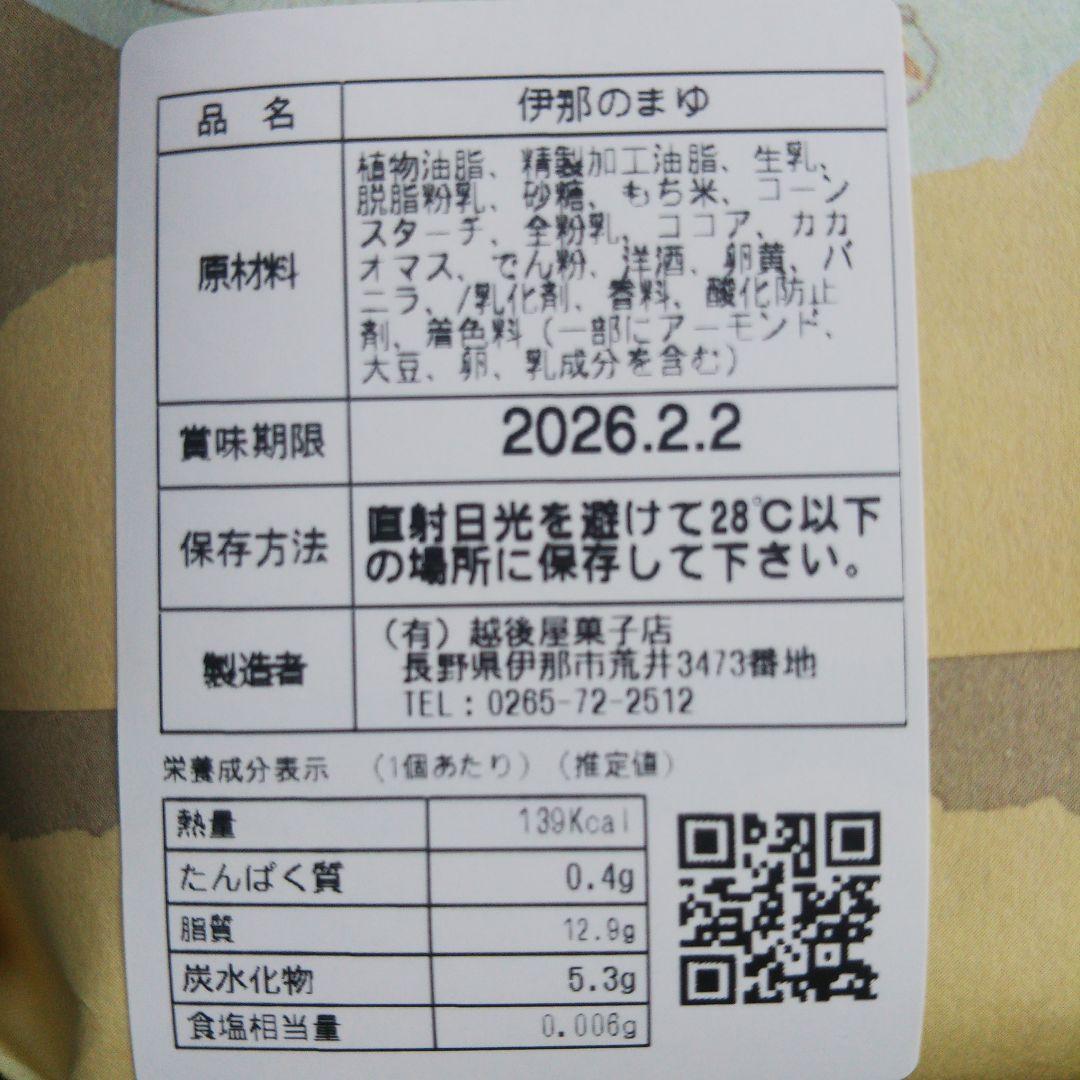 品名 伊那のまゆ
原材料
植物油脂、精製加工油脂、生乳、
脱脂粉乳、砂糖、もち米、コーン
スターチ、全粉乳、ココア、カカ
オマス、でん粉、洋酒、卵黄、バ
ニラ、/乳化剤、香料、酸化防止
剤、着色料(一部にアーモンド、
大豆、卵、乳成分を含む)
賞味期限 2026.2.2
保存方法
直射日光を避けて28℃以下
の場所に保存して下さい。
製造者
(有)越後屋菓子店
長野県伊那市荒井3473番地
TEL:0265-72-2512
栄養成分表示 (1個あたり)(推定値)
熱量 139Kcal
たんぱく質 0.4g
脂質 12.9g
炭水化物 5.3g
食塩相当量 0.006g